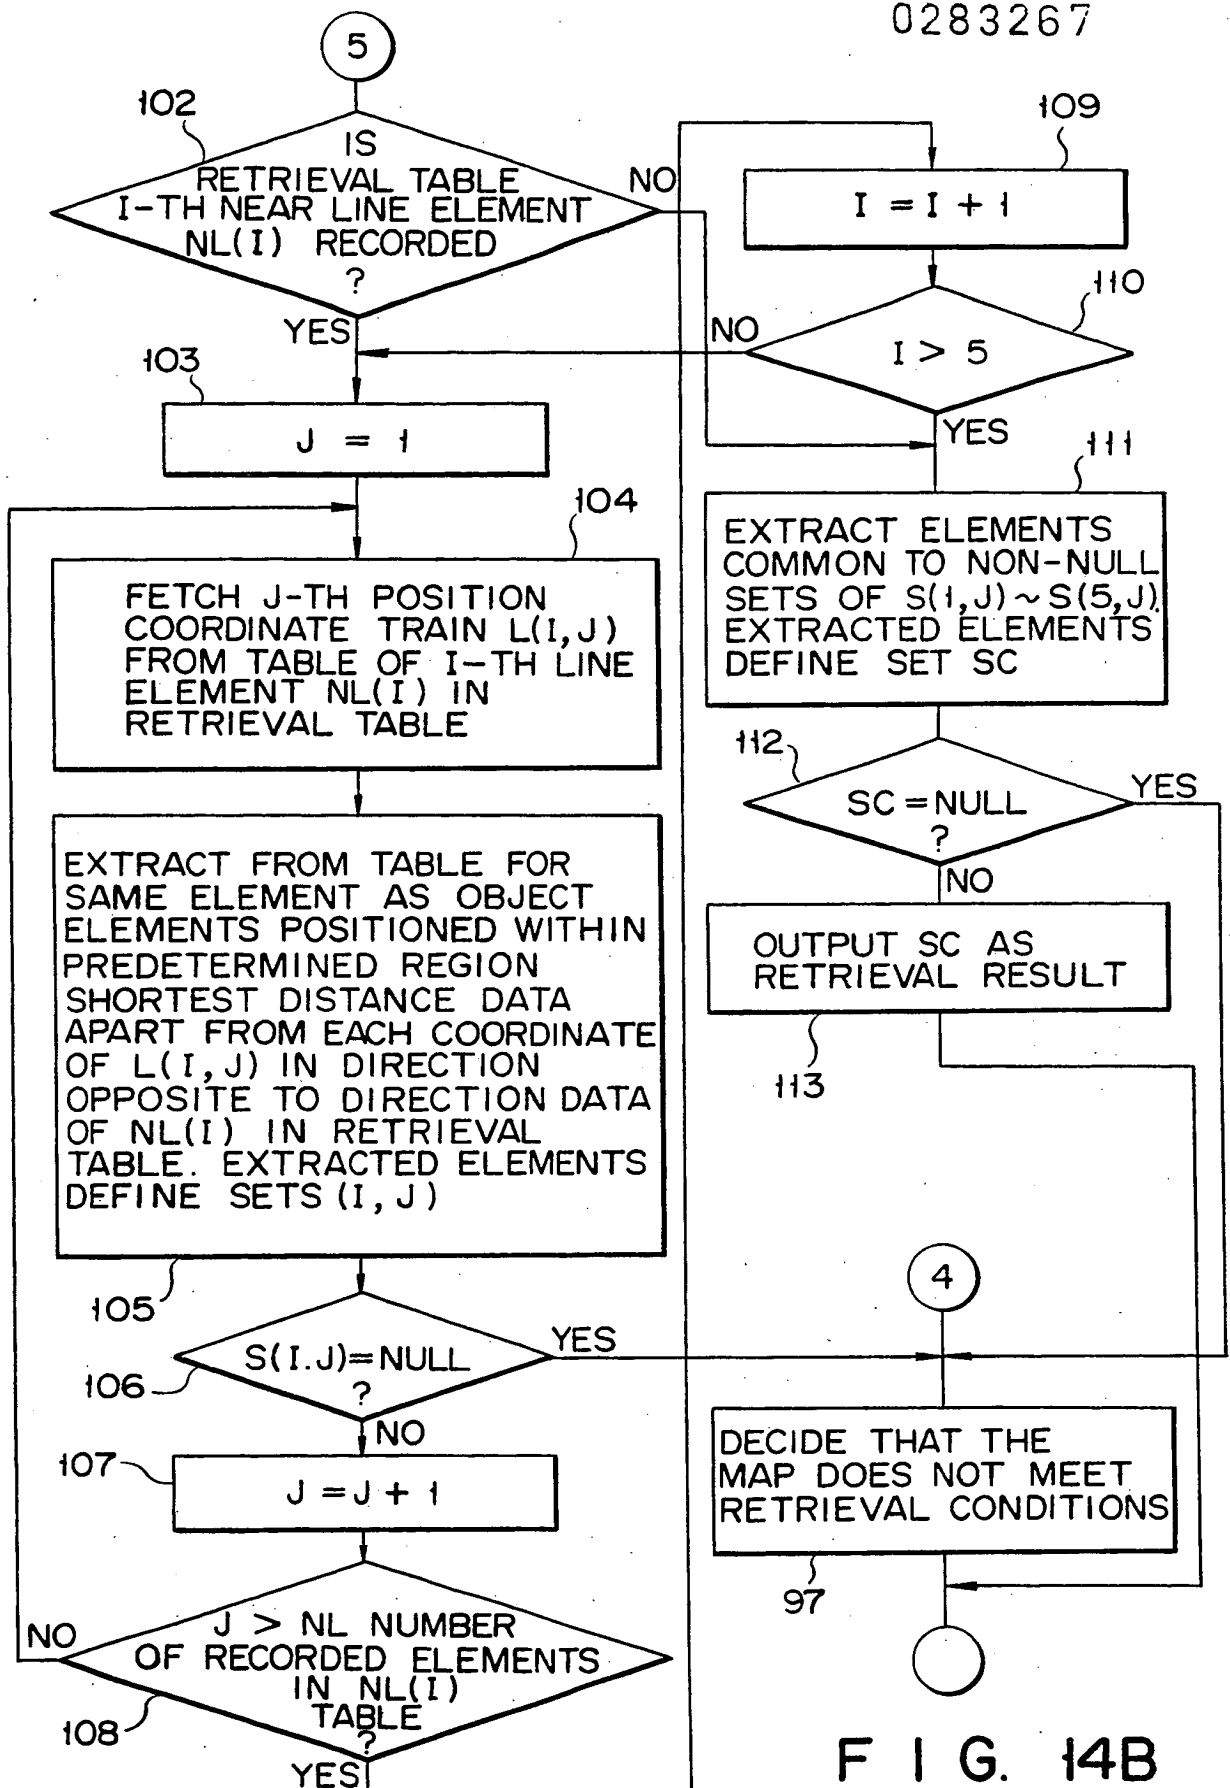 0283267
5
102
IS
RETRIEVAL TABLE
I-TH NEAR LINE ELEMENT
NL(I) RECORDED
?
NO
YES
103
J = 1
104
FETCH J-TH POSITION
COORDINATE TRAIN L(I,J)
FROM TABLE OF I-TH LINE
ELEMENT NL(I) IN
RETRIEVAL TABLE
EXTRACT FROM TABLE FOR
SAME ELEMENT AS OBJECT
ELEMENTS POSITIONED WITHIN
PREDETERMINED REGION
SHORTEST DISTANCE DATA
APART FROM EACH COORDINATE
OF L(I,J) IN DIRECTION
OPPOSITE TO DIRECTION DATA
OF NL(I) IN RETRIEVAL
TABLE. EXTRACTED ELEMENTS
DEFINE SETS (I,J)
105
S(I.J)=NULL
?
YES
106
NO
107
J = J + 1
J > NL NUMBER
OF RECORDED ELEMENTS
IN NL(I)
TABLE
?
NO
108
YES
109
I = I + 1
110
I > 5
NO
YES
111
EXTRACT ELEMENTS
COMMON TO NON-NULL
SETS OF S(1,J)~S(5,J).
EXTRACTED ELEMENTS
DEFINE SET SC
112
SC = NULL
?
YES
NO
OUTPUT SC AS
RETRIEVAL RESULT
113
4
DECIDE THAT THE
MAP DOES NOT MEET
RETRIEVAL CONDITIONS
97
FIG. 14B